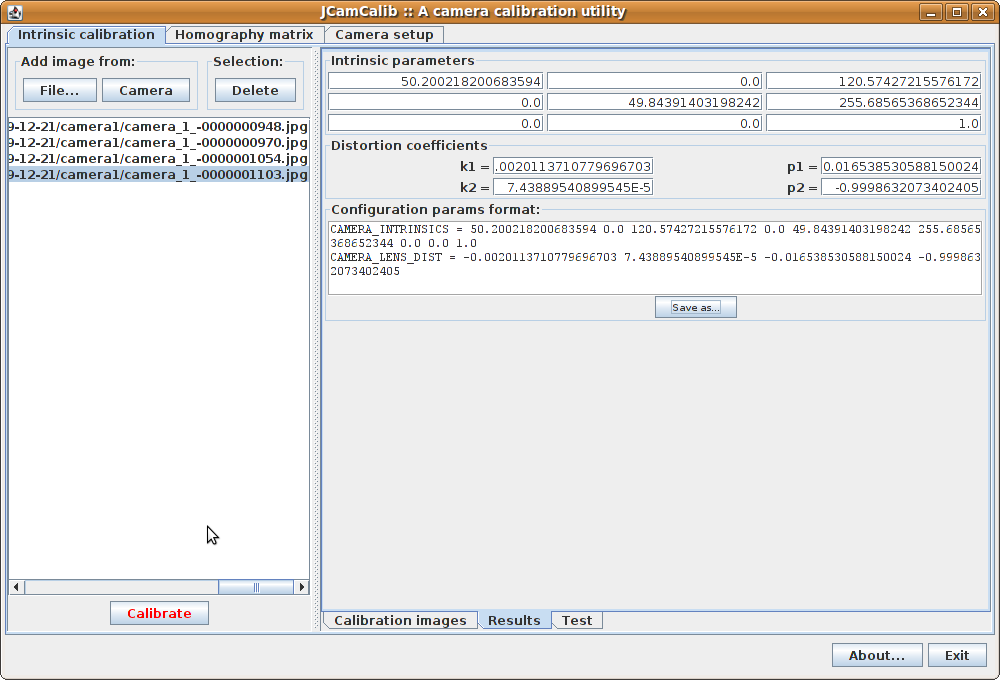 JCamCalib :: A camera calibration utility
Intrinsic calibration Homography matrix Camera setup
Add image from: Selection:
File... Camera Delete
9-12-21/camera1/camera_1_-0000000948.jpg
9-12-21/camera1/camera_1_-0000000970.jpg
9-12-21/camera1/camera_1_-0000001054.jpg
9-12-21/camera1/camera_1_-0000001103.jpg
Calibrate
Intrinsic parameters
50.200218200683594 0.0 120.57427215576172
0.0 49.84391403198242 255.68565368652344
0.0 0.0 1.0
Distortion coefficients
k1 = .0020113710779696703 p1 = 0.016538530588150024
k2 = 7.43889540899545E-5 p2 = -0.9998632073402405
Configuration params format:
CAMERA_INTRINSICS = 50.200218200683594 0.0 120.57427215576172 0.0 49.84391403198242 255.68565
368652344 0.0 0.0 1.0
CAMERA_LENS_DIST = -0.0020113710779696703 7.43889540899545E-5 -0.016538530588150024 -0.999863
2073402405
Save as...
Calibration images Results Test
About... Exit